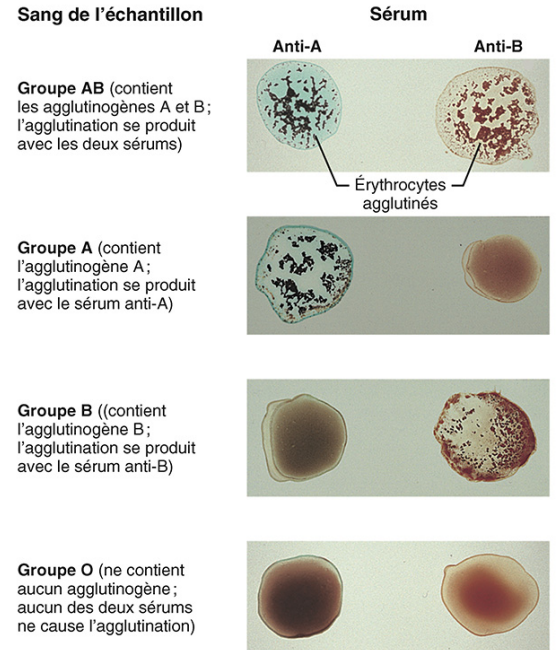 Sang de l’échantillon
Sérum
Anti-A
Anti-B
Groupe AB (contient
les agglutinogènes A et B;
l’agglutination se produit
avec les deux sérums)
Érythrocytes
agglutinés
Groupe A (contient
l’agglutinogène A;
l’agglutination se produit
avec le sérum anti-A)
Groupe B ((contient
l’agglutinogène B;
l’agglutination se produit
avec le sérum anti-B)
Groupe O (ne contient
aucun agglutinogène;
aucun des deux sérums
ne cause l’agglutination)